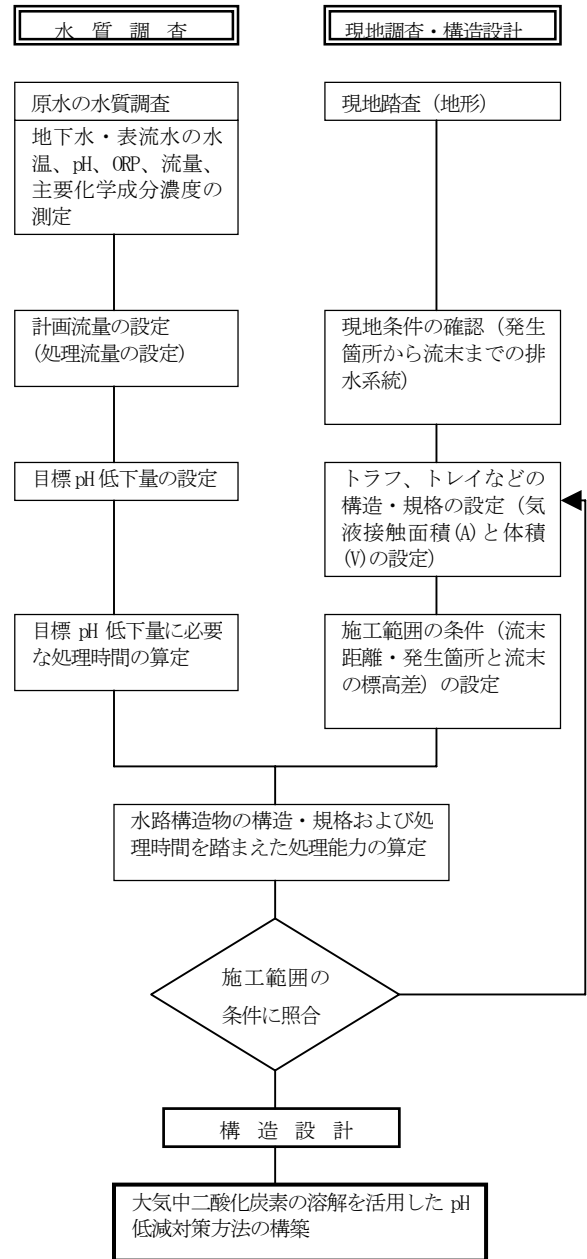 水 質 調 査
原水の水質調査
地下水・表流水の水
温、pH、ORP、流量、
主要化学成分濃度の
測定
計画流量の設定
(処理流量の設定)
目標 pH 低下量の設定
目標 pH 低下量に必要
な処理時間の算定
現地調査・構造設計
現地踏査（地形）
現地条件の確認（発生
箇所から流末までの排
水系統）
トラフ、トレイなどの
構造・規格の設定（気
液接触面積(A)と体積
(V)の設定）
施工範囲の条件（流末
距離・発生箇所と流末
の標高差）の設定
水路構造物の構造・規格および処
理時間を踏まえた処理能力の算定
施工範囲の
条件に照合
構 造 設 計
大気中二酸化炭素の溶解を活用した pH
低減対策方法の構築